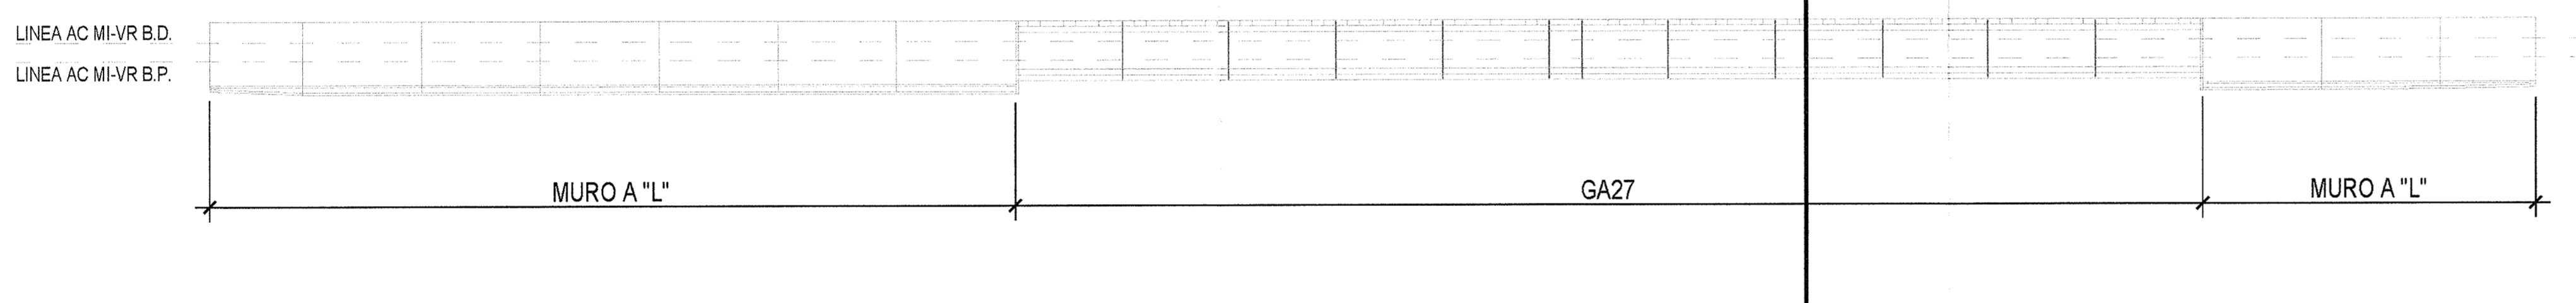 LINEA AC MI-VR B.D.
LINEA AC MI-VR B.P.
MURO A "L"
GA27
MURO A "L"